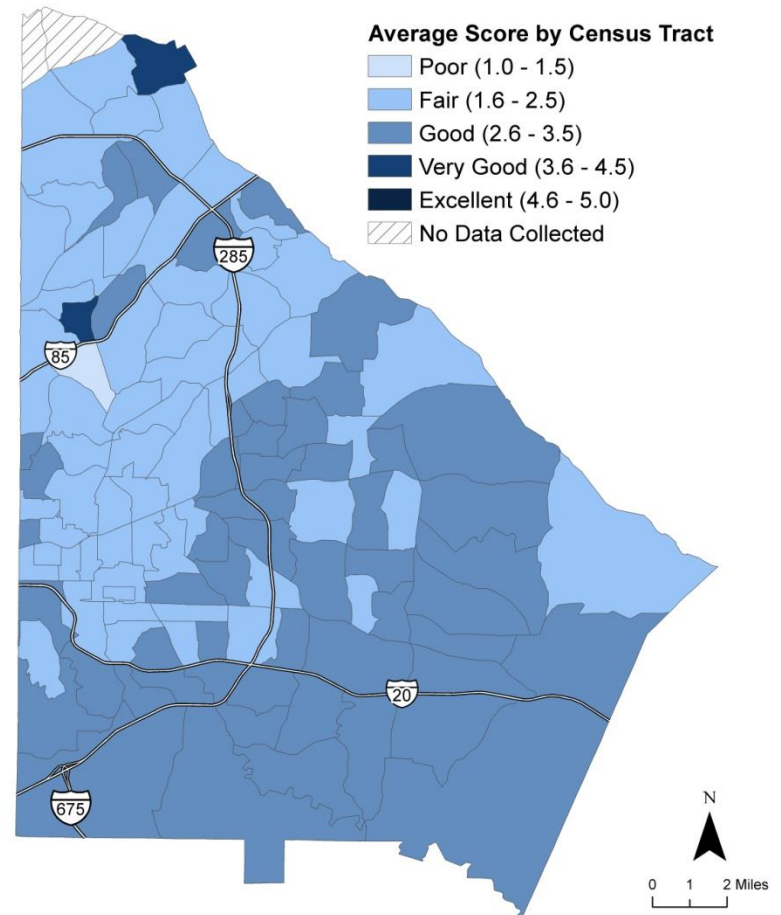 Average Score by Census Tract
Poor (1.0 - 1.5)
Fair (1.6 - 2.5)
Good (2.6 - 3.5)
Very Good (3.6 - 4.5)
Excellent (4.6 - 5.0)
No Data Collected
285
85
20
675
N
0 1 2 Miles